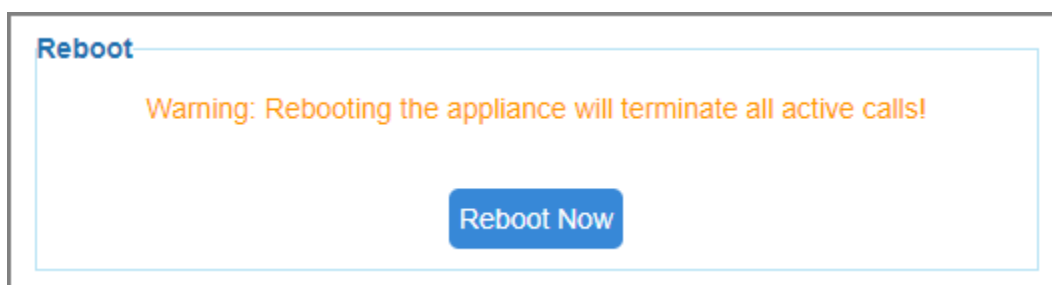 Reboot
Warning: Rebooting the appliance will terminate all active calls!
Reboot Now